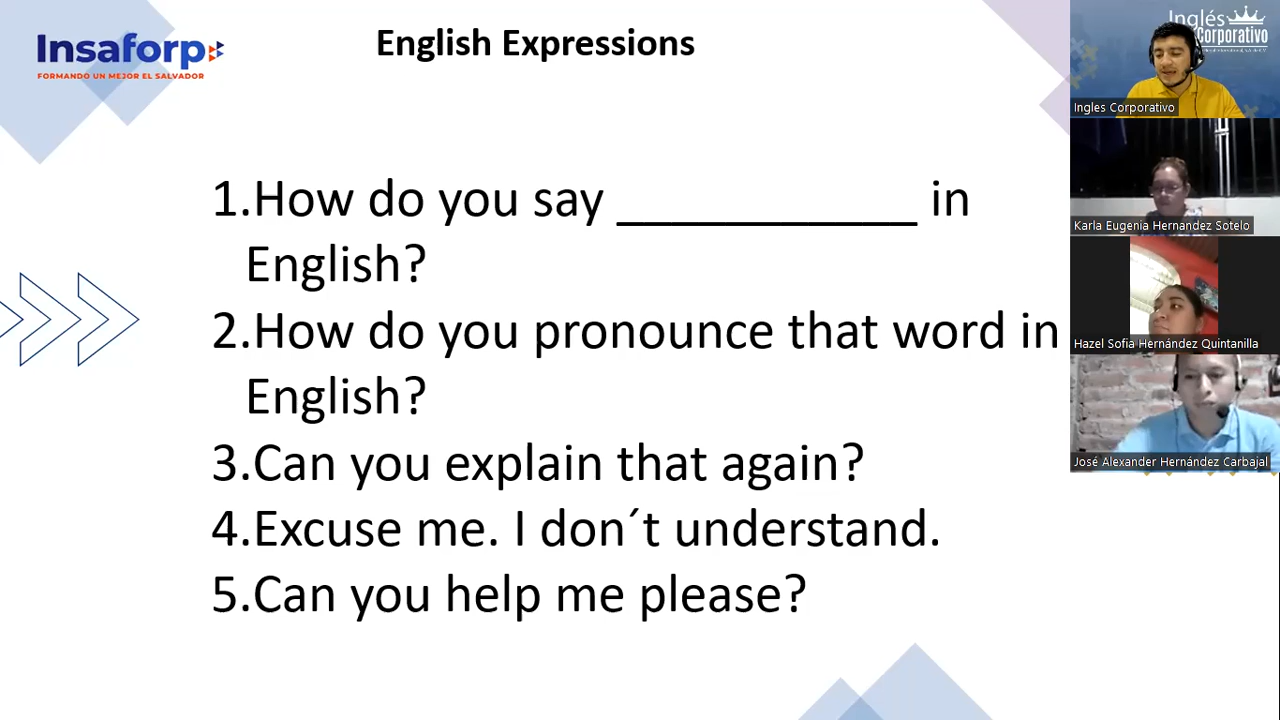 Insaforp
FORMANDO UN MEJOR EL SALVADOR
English Expressions
1.How do you say ____________ in
English?
2.How do you pronounce that word in
English?
3.Can you explain that again?
4.Excuse me. I don´t understand.
5.Can you help me please?
Inglés
Corporativo
Ingles Corporativo
Karla Eugenia Hernandez Sotelo
Hazel Sofia Hernández Quintanilla
José Alexander Hernández Carbajal